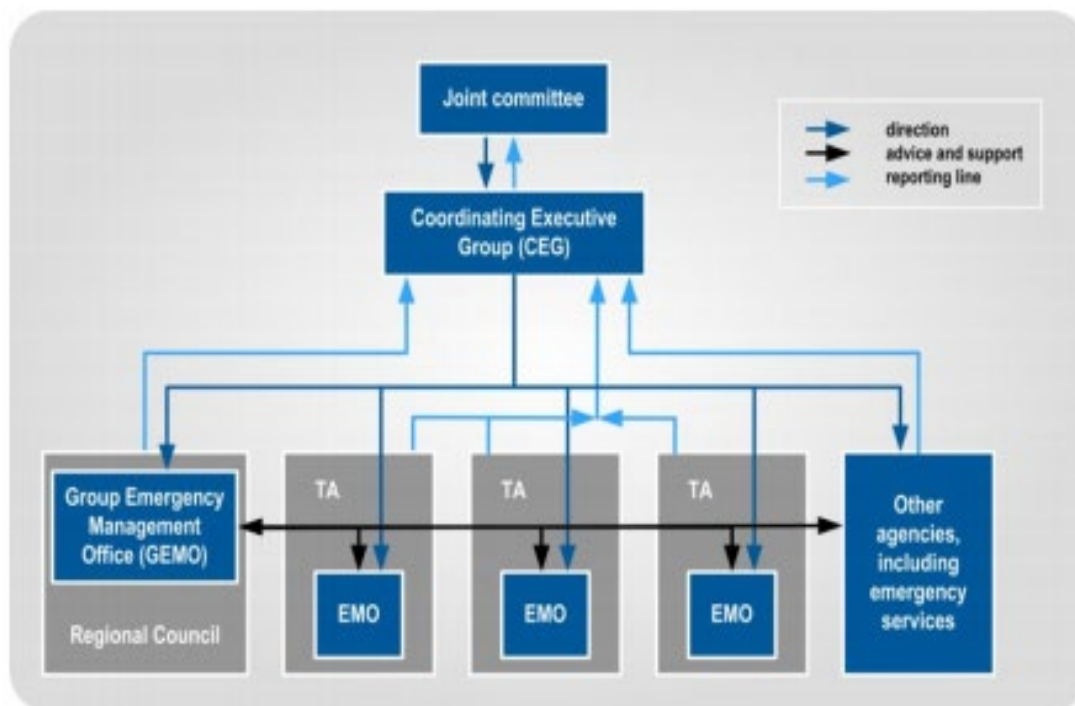 Joint committee
direction
advice and support
reporting line
Coordinating Executive
Group (CEG)
Group Emergency
Management
Office (GEMO)
Regional Council
TA
EMO
TA
EMO
TA
EMO
Other
agencies,
including
emergency
services